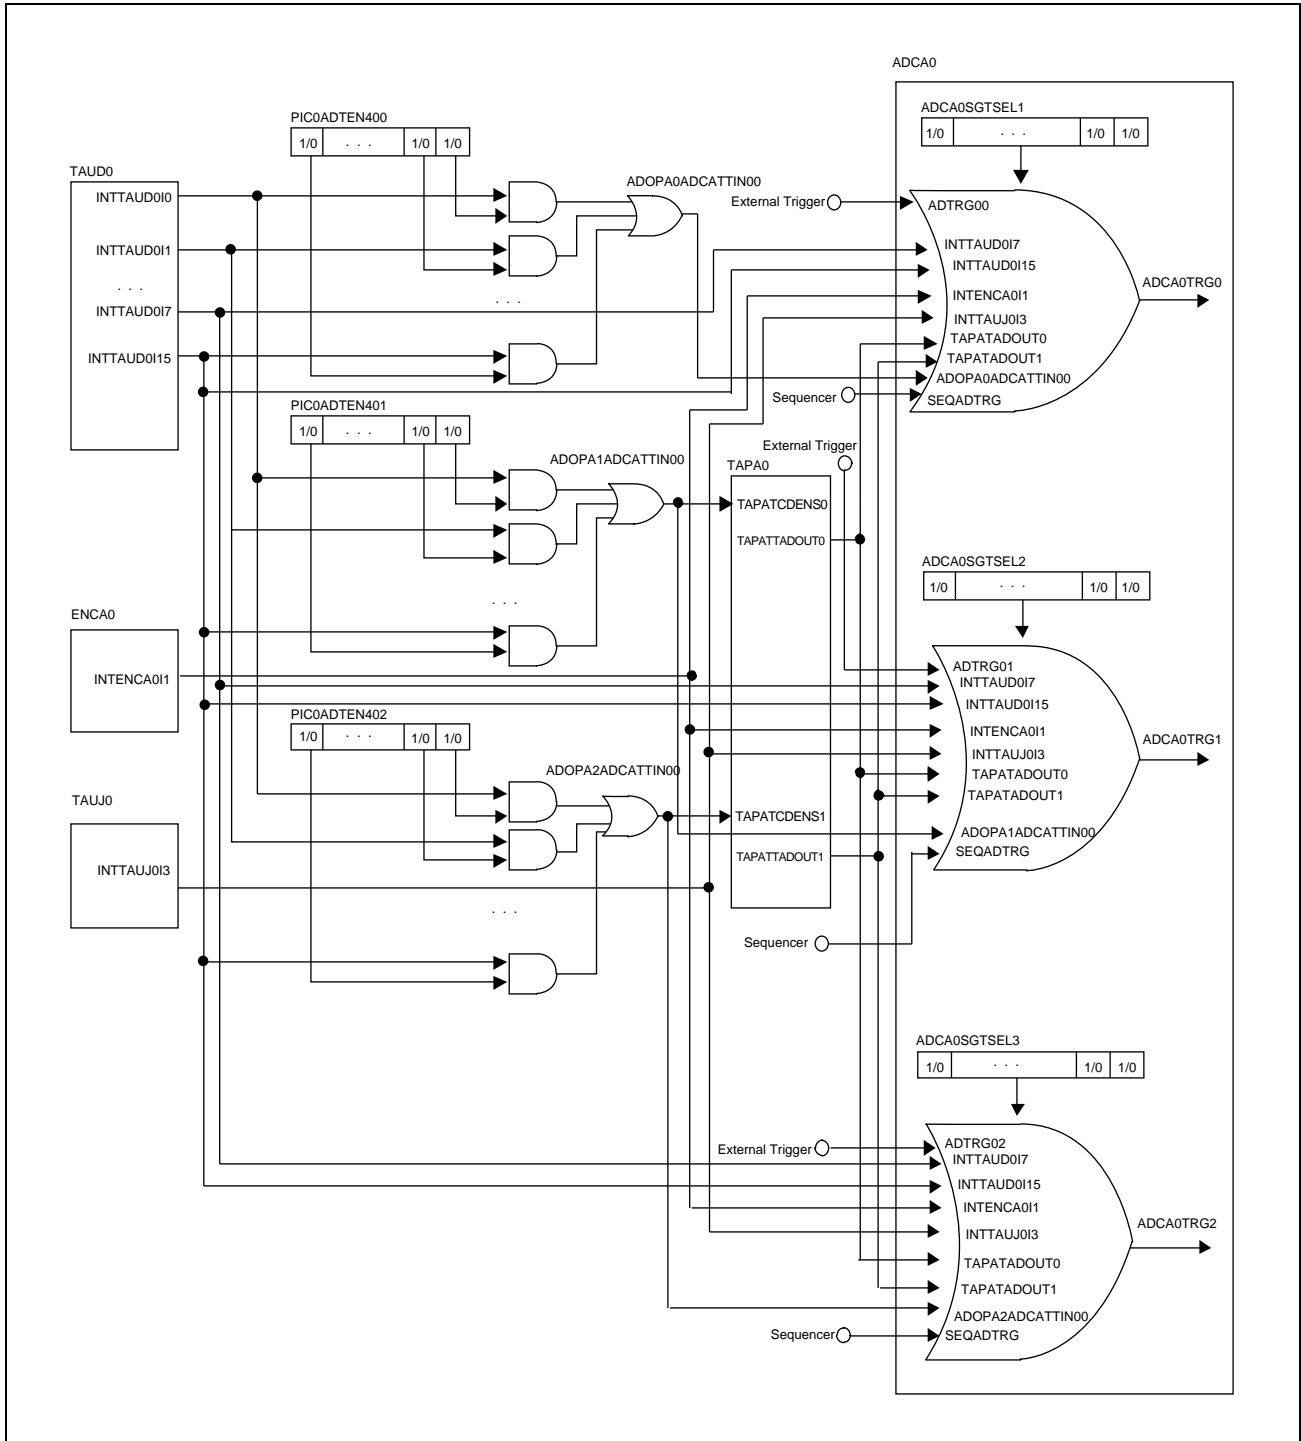 ADCA0
PIC0ADTEN400
1/0 . . . 1/0 1/0
ADCA0SGTSEL1
1/0 . . . 1/0 1/0
TAUD0
INTTAUD0I0
INTTAUD0I1
. . .
INTTAUD0I7
INTTAUD0I15
ADOPA0ADCATTIN00
. . .
External Trigger
ADTRG00
INTTAUD0I7
INTTAUD0I15
INTENCA0I1
INTTAUJ0I3
TAPATADOUT0
TAPATADOUT1
ADOPA0ADCATTIN00
SEQADTRG
Sequencer
ADCA0TRG0
PIC0ADTEN401
1/0 . . . 1/0 1/0
ADOPA1ADCATTIN00
. . .
External Trigger
TAPA0
TAPATCDENS0
TAPATTADOUT0
TAPATCDENS1
TAPATTADOUT1
ADCA0SGTSEL2
1/0 . . . 1/0 1/0
ENCA0
INTENCA0I1
ADTRG01
INTTAUD0I7
INTTAUD0I15
INTENCA0I1
INTTAUJ0I3
TAPATADOUT0
TAPATADOUT1
ADOPA1ADCATTIN00
SEQADTRG
ADCA0TRG1
PIC0ADTEN402
1/0 . . . 1/0 1/0
ADOPA2ADCATTIN00
. . .
TAUJ0
INTTAUJ0I3
Sequencer
ADCA0SGTSEL3
1/0 . . . 1/0 1/0
External Trigger
ADTRG02
INTTAUD0I7
INTTAUD0I15
INTENCA0I1
INTTAUJ0I3
TAPATADOUT0
TAPATADOUT1
ADOPA2ADCATTIN00
SEQADTRG
Sequencer
ADCA0TRG2